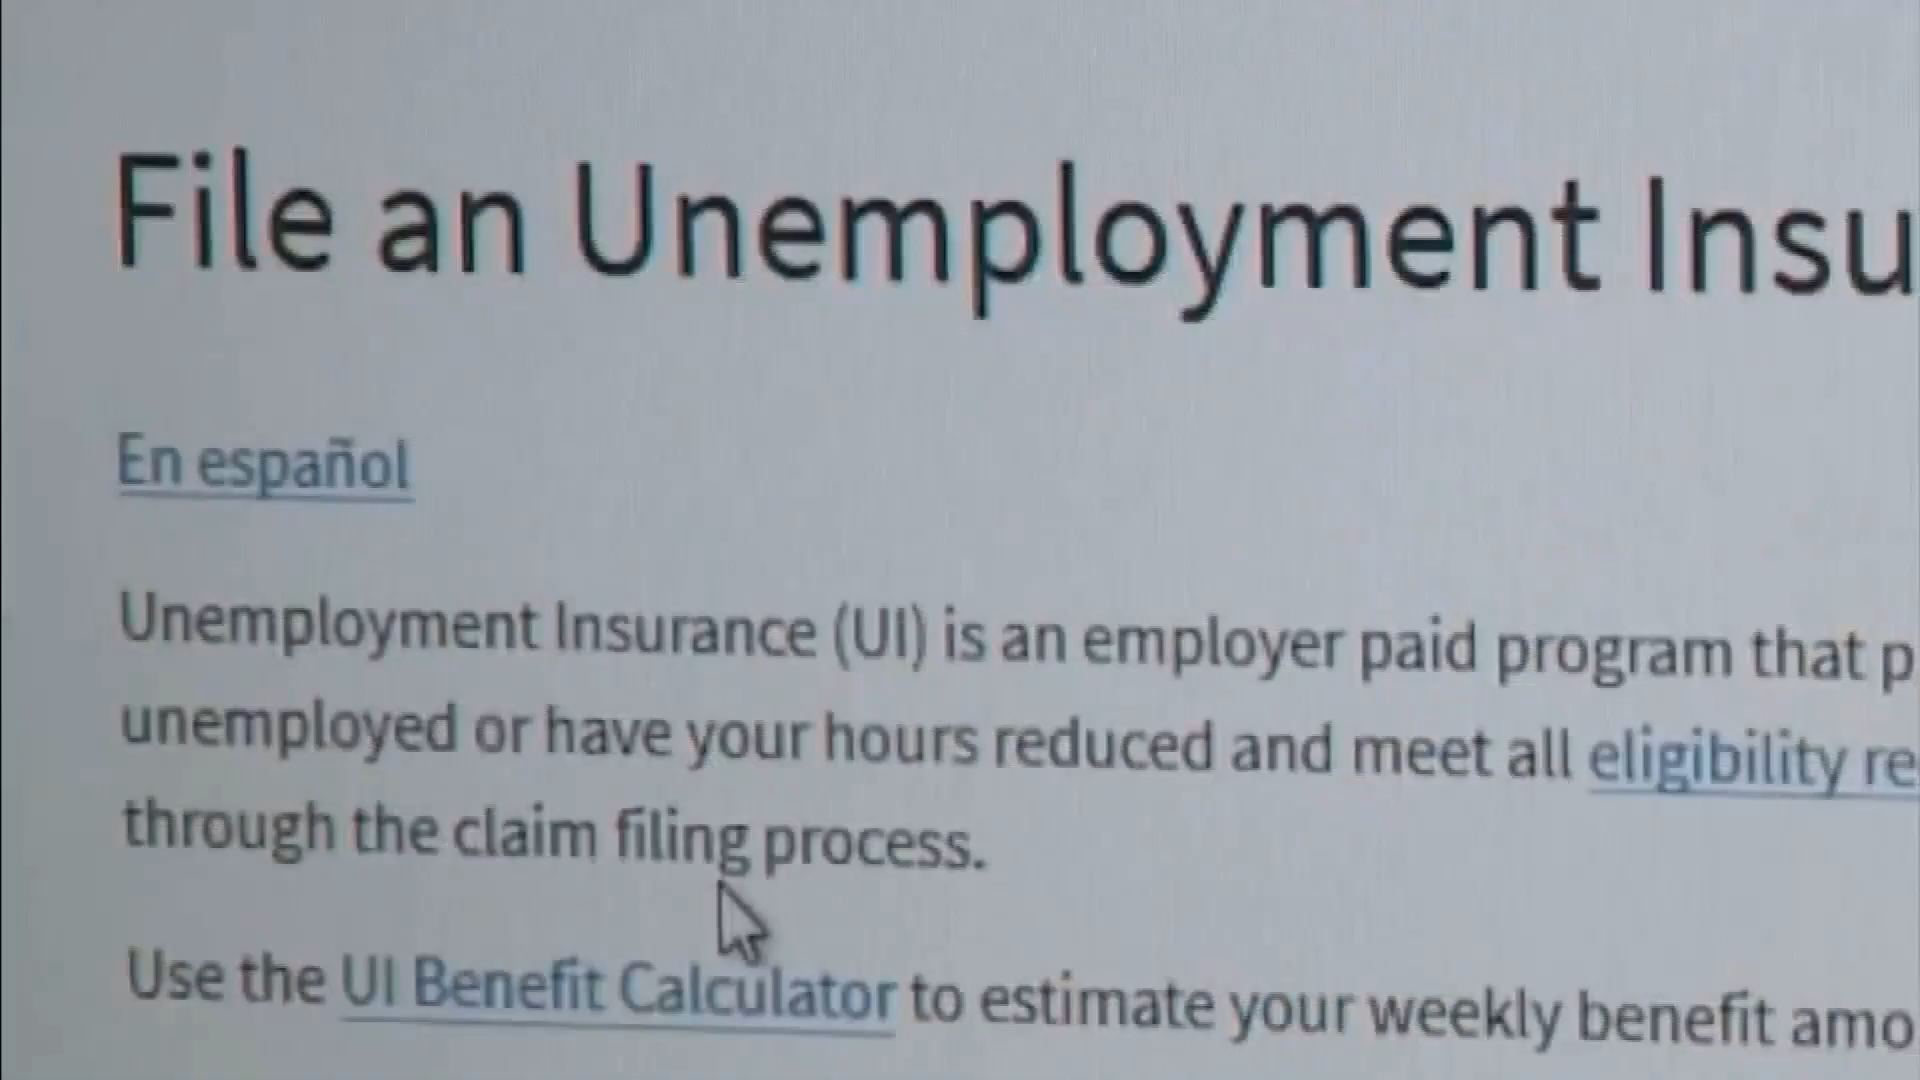 File an Unemployment Insu
En español
Unemployment Insurance (UI) is an employer paid program that p
unemployed or have your hours reduced and meet all eligibility re
through the claim filing process.
Use the UI Benefit Calculator to estimate your weekly benefit amo